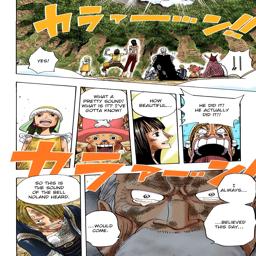 カラァーーン!!
YES!
HE DID IT!
HE ACTUALLY
DID IT!!
HOW
BEAUTIFUL...
WHAT A
PRETTY SOUND!
WHAT IS IT?! I'VE
GOTTA KNOW!
カラァーーン!!
I
ALWAYS...
...BELIEVED
THIS DAY...
...WOULD
COME.
SO THIS IS
THE SOUND
OF THE BELL
NOLAND HEARD.